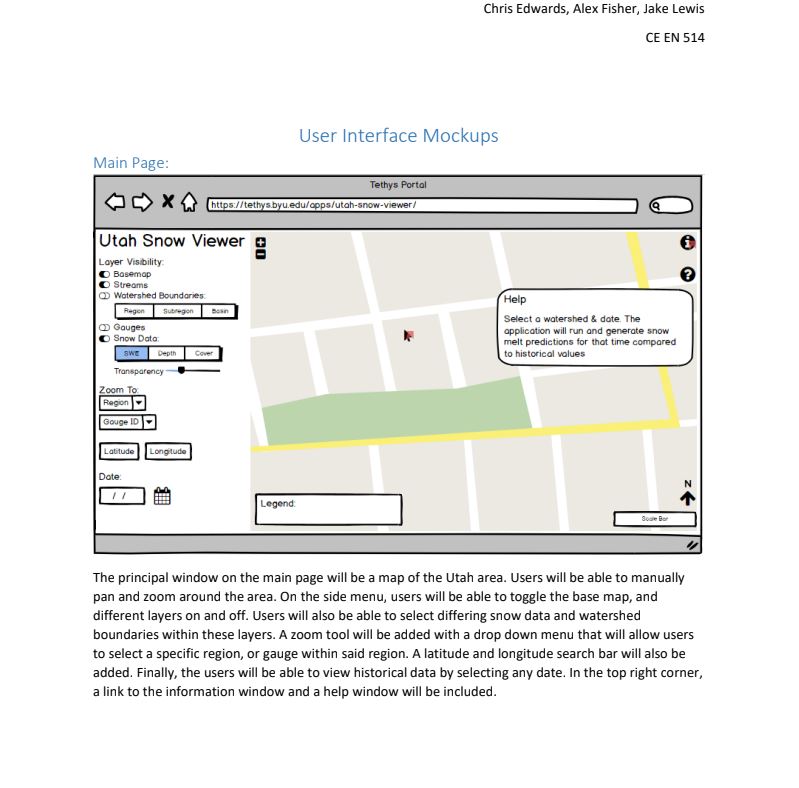 Chris Edwards, Alex Fisher, Jake Lewis
CE EN 514
User Interface Mockups
Main Page:
Tethys Portal
https://tethys.byu.edu/apps/utah-snow-viewer/
Utah Snow Viewer
Layer Visibility:
Basemap
Streams
Watershed Boundaries:
Region Subregion Basin
Gauges
Snow Data:
SWE Depth Cover
Transparency
Zoom To:
Region
Gauge ID
Latitude Longitude
Date:
/ /
Help
Select a watershed & date. The
application will run and generate snow
melt predictions for that time compared
to historical values
Legend:
N
Scale Bar
The principal window on the main page will be a map of the Utah area. Users will be able to manually
pan and zoom around the area. On the side menu, users will be able to toggle the base map, and
different layers on and off. Users will also be able to select differing snow data and watershed
boundaries within these layers. A zoom tool will be added with a drop down menu that will allow users
to select a specific region, or gauge within said region. A latitude and longitude search bar will also be
added. Finally, the users will be able to view historical data by selecting any date. In the top right corner,
a link to the information window and a help window will be included.